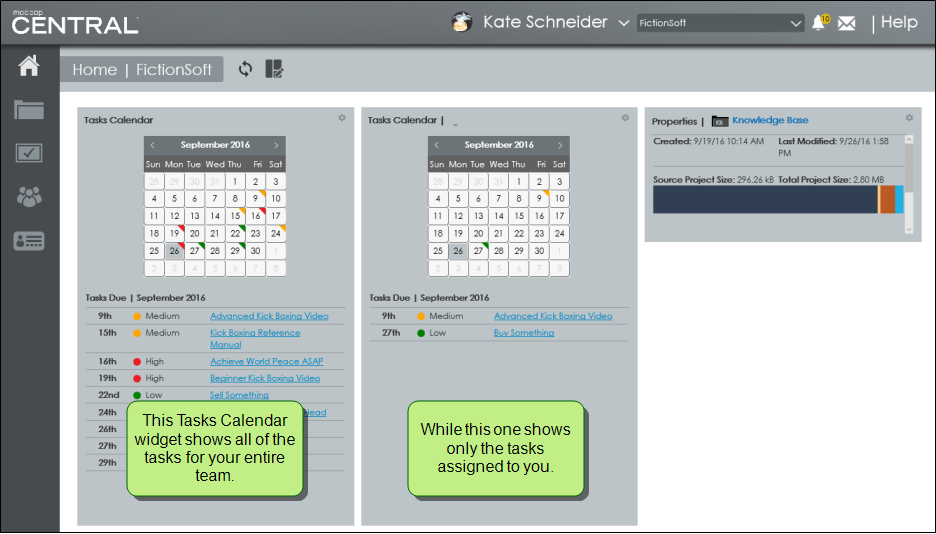 madcap
CENTRAL
Kate Schneider
FictionSoft
10
| Help
Home | FictionSoft
Tasks Calendar
September 2016
Sun Mon Tue Wed Thu Fri Sat
28 29 30 31 1 2 3
4 5 6 7 8 9 10
11 12 13 14 15 16 17
18 19 20 21 22 23 24
25 26 27 28 29 30 1
2 3 4 5 6 7 8
Tasks Due | September 2016
9th Medium Advanced Kick Boxing Video
15th Medium Kick Boxing Reference
Manual
16th High Achieve World Peace ASAP
19th High Beginner Kick Boxing Video
22nd Low Sell Something
24th
26th
27th
29th
This Tasks Calendar
widget shows all of the
tasks for your entire
team.
Tasks Calendar | _
September 2016
Sun Mon Tue Wed Thu Fri Sat
28 29 30 31 1 2 3
4 5 6 7 8 9 10
11 12 13 14 15 16 17
18 19 20 21 22 23 24
25 26 27 28 29 30 1
2 3 4 5 6 7 8
Tasks Due | September 2016
9th Medium Advanced Kick Boxing Video
27th Low Buy Something
While this one shows
only the tasks
assigned to you.
Properties | Knowledge Base
Created: 9/19/16 10:14 AM Last Modified: 9/26/16 1:58
PM
Source Project Size: 296.26 kB Total Project Size: 2.80 MB